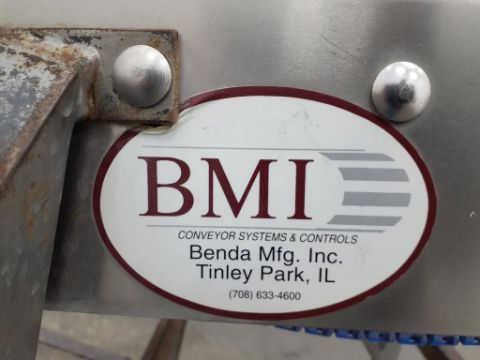 BMI
CONVEYOR SYSTEMS & CONTROLS
Benda Mfg. Inc.
Tinley Park, IL
(708) 633-4600